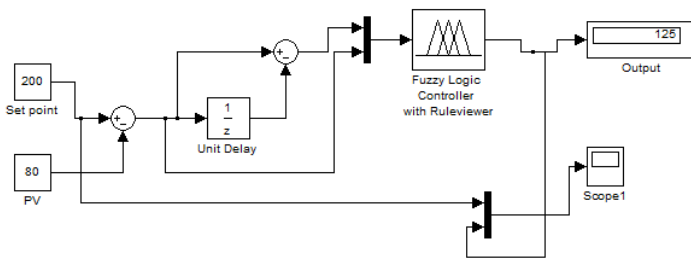 125
Output
Fuzzy Logic
Controller
with Ruleviewer
200
Set point
+
-
+
-
1
z
Unit Delay
80
PV
Scope1